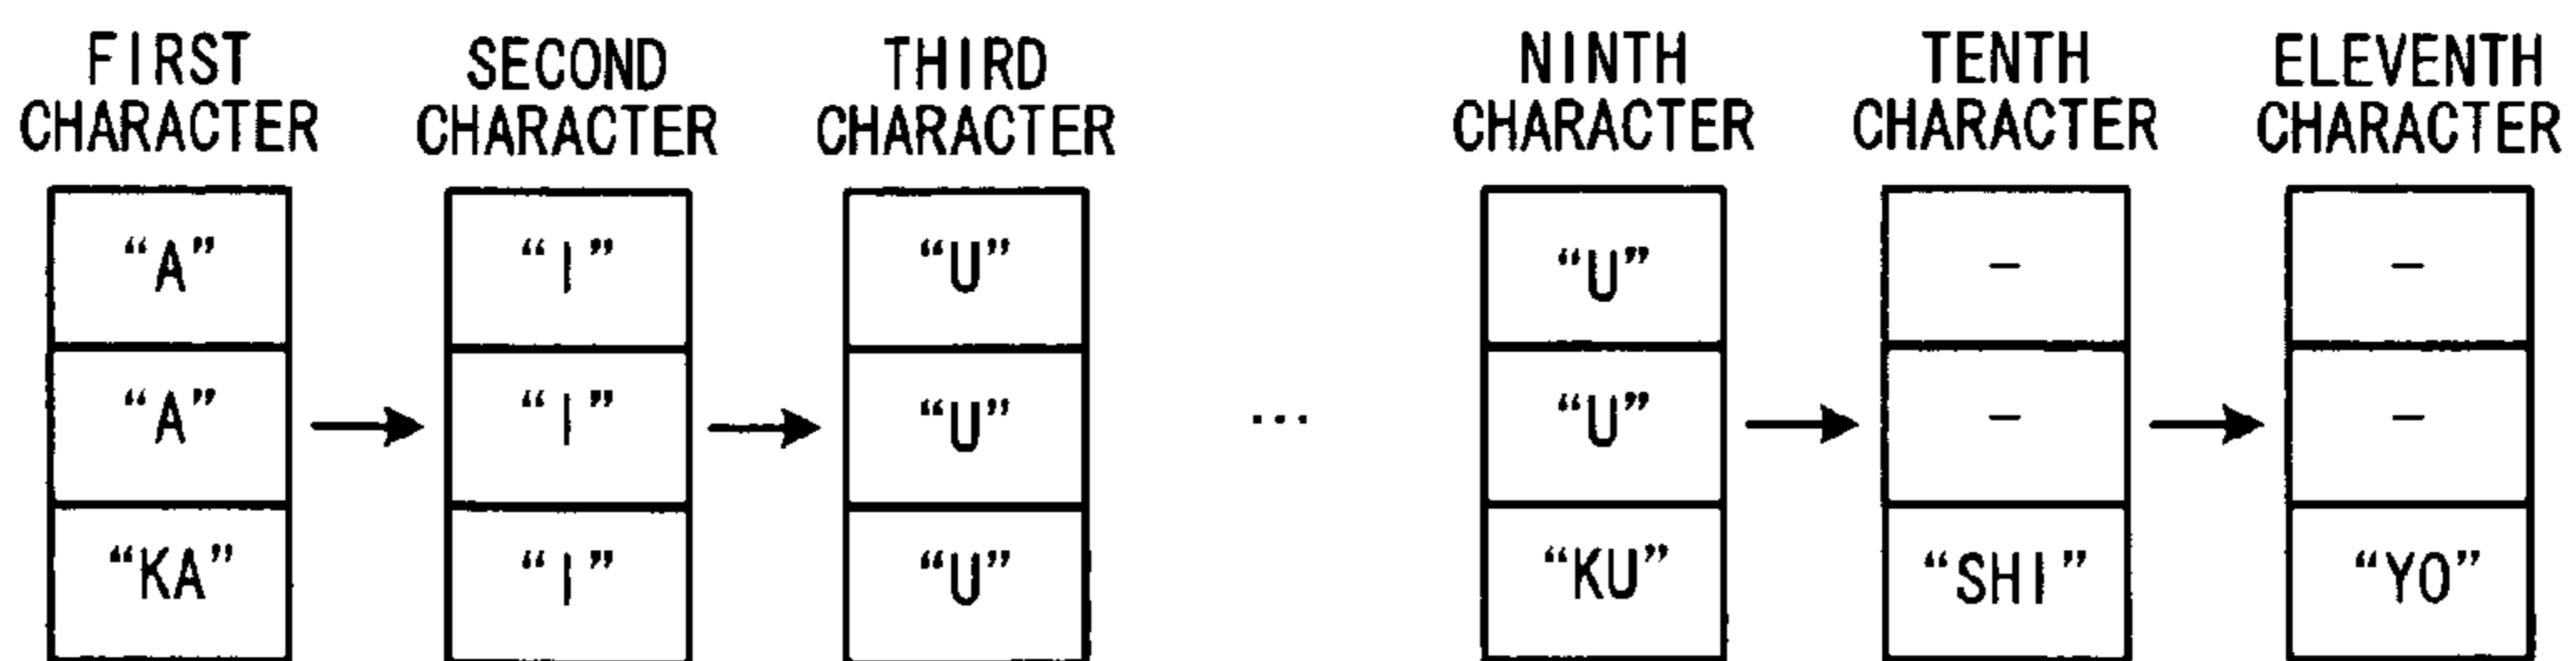 FIRST CHARACTER
SECOND CHARACTER
THIRD CHARACTER
NINTH CHARACTER
TENTH CHARACTER
ELEVENTH CHARACTER
“A” “I” “U” “U” – –
“A” “I” “U” ... “U” – –
“KA” “I” “U” “KU” “SHI” “YO”